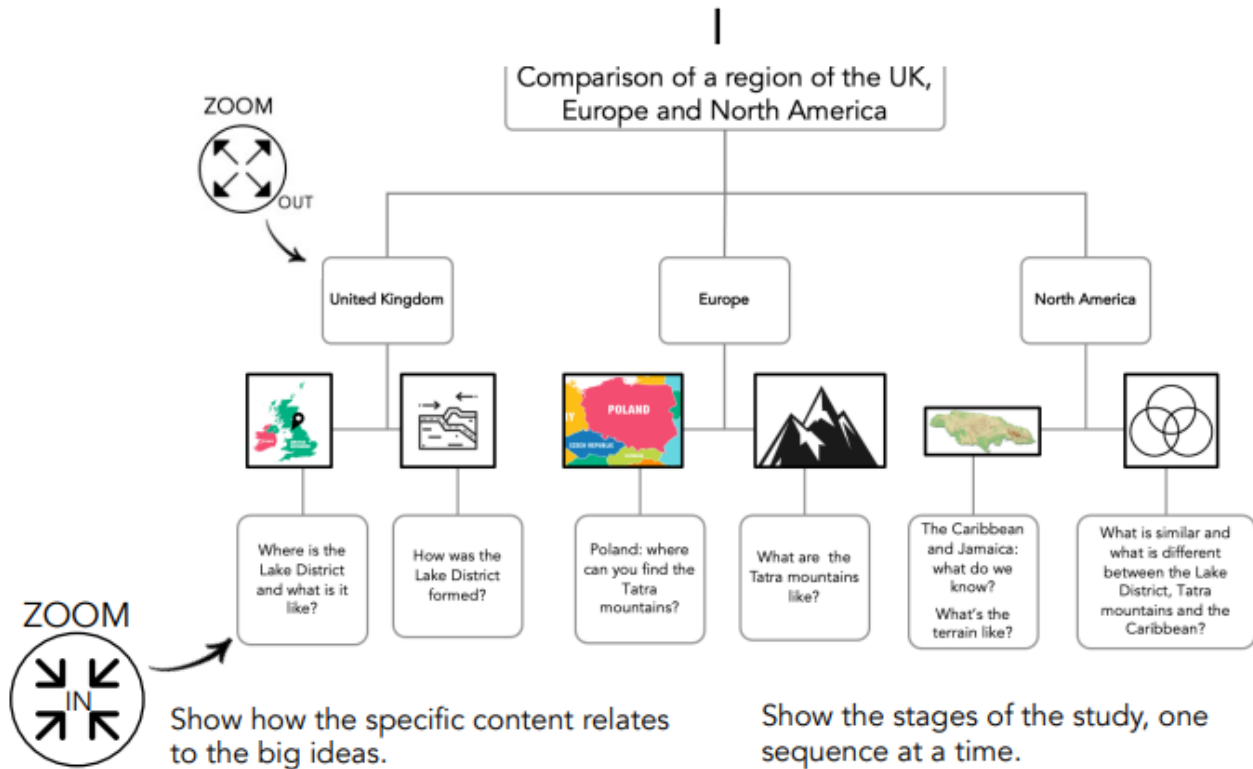 Comparison of a region of the UK,
Europe and North America
ZOOM
OUT
United Kingdom
Europe
North America
POLAND
CZECH REPUBLIC
Where is the
Lake District
and what is it
like?
How was the
Lake District
formed?
Poland: where
can you find the
Tatra
mountains?
What are the
Tatra mountains
like?
The Caribbean
and Jamaica:
what do we
know?
What's the
terrain like?
What is similar and
what is different
between the Lake
District, Tatra
mountains and the
Caribbean?
ZOOM
IN
Show how the specific content relates
to the big ideas.
Show the stages of the study, one
sequence at a time.